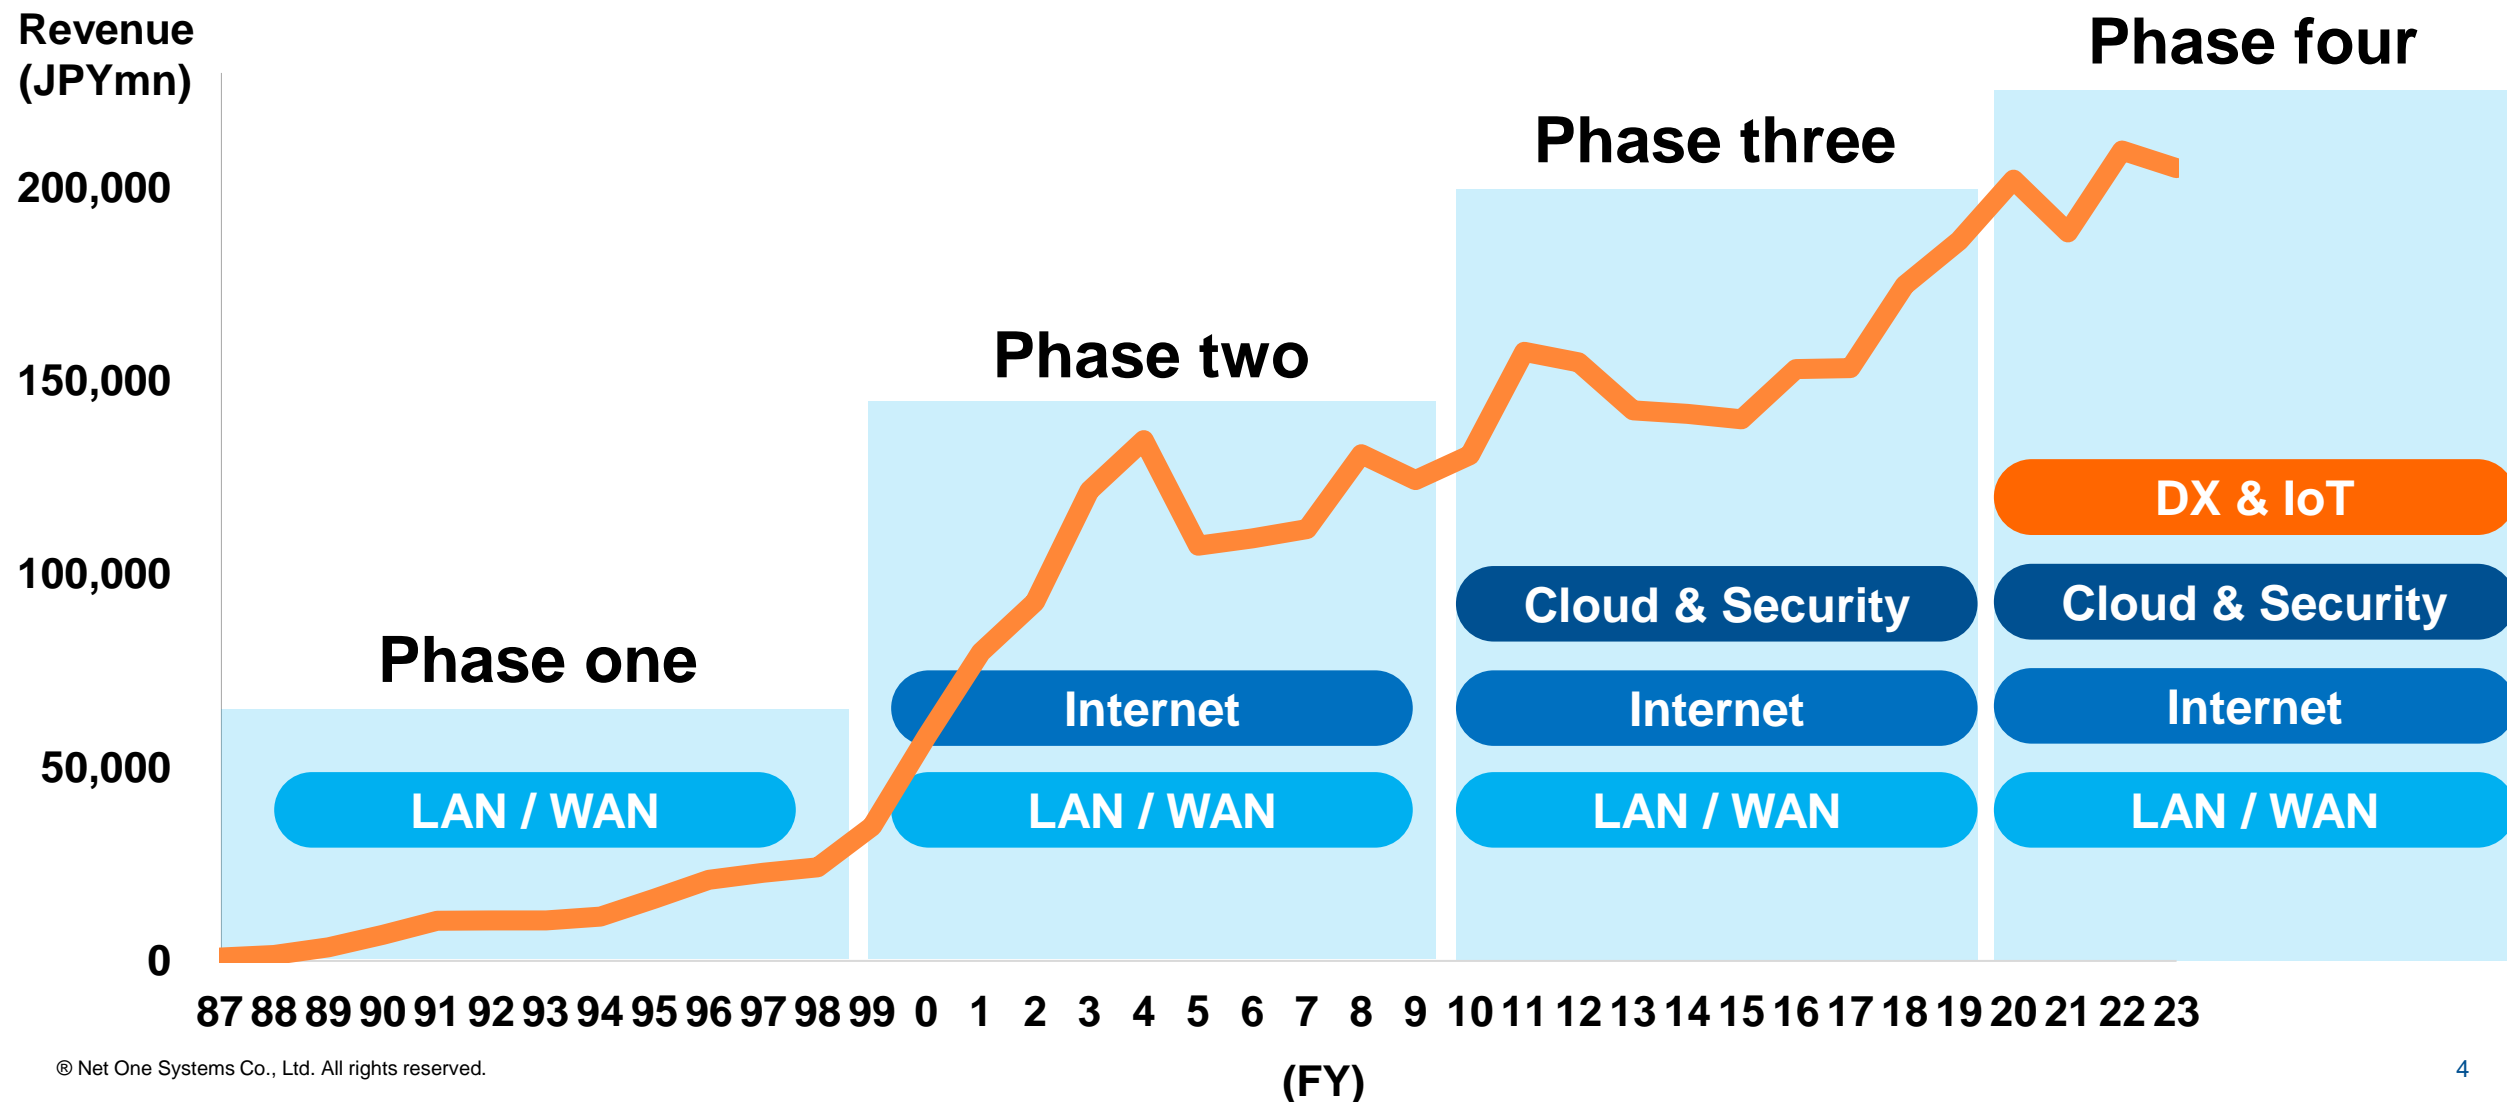 Revenue
(JPYmn)
Phase four
Phase three
200,000
Phase two
150,000
DX & IoT
100,000
Cloud & Security
Cloud & Security
Phase one
Internet
Internet
Internet
50,000
LAN / WAN
LAN / WAN
LAN / WAN
LAN / WAN
0
87 88 89 90 91 92 93 94 95 96 97 98 99 0 1 2 3 4 5 6 7 8 9 10 11 12 13 14 15 16 17 18 19 20 21 22 23
® Net One Systems Co., Ltd. All rights reserved.
(FY)
4